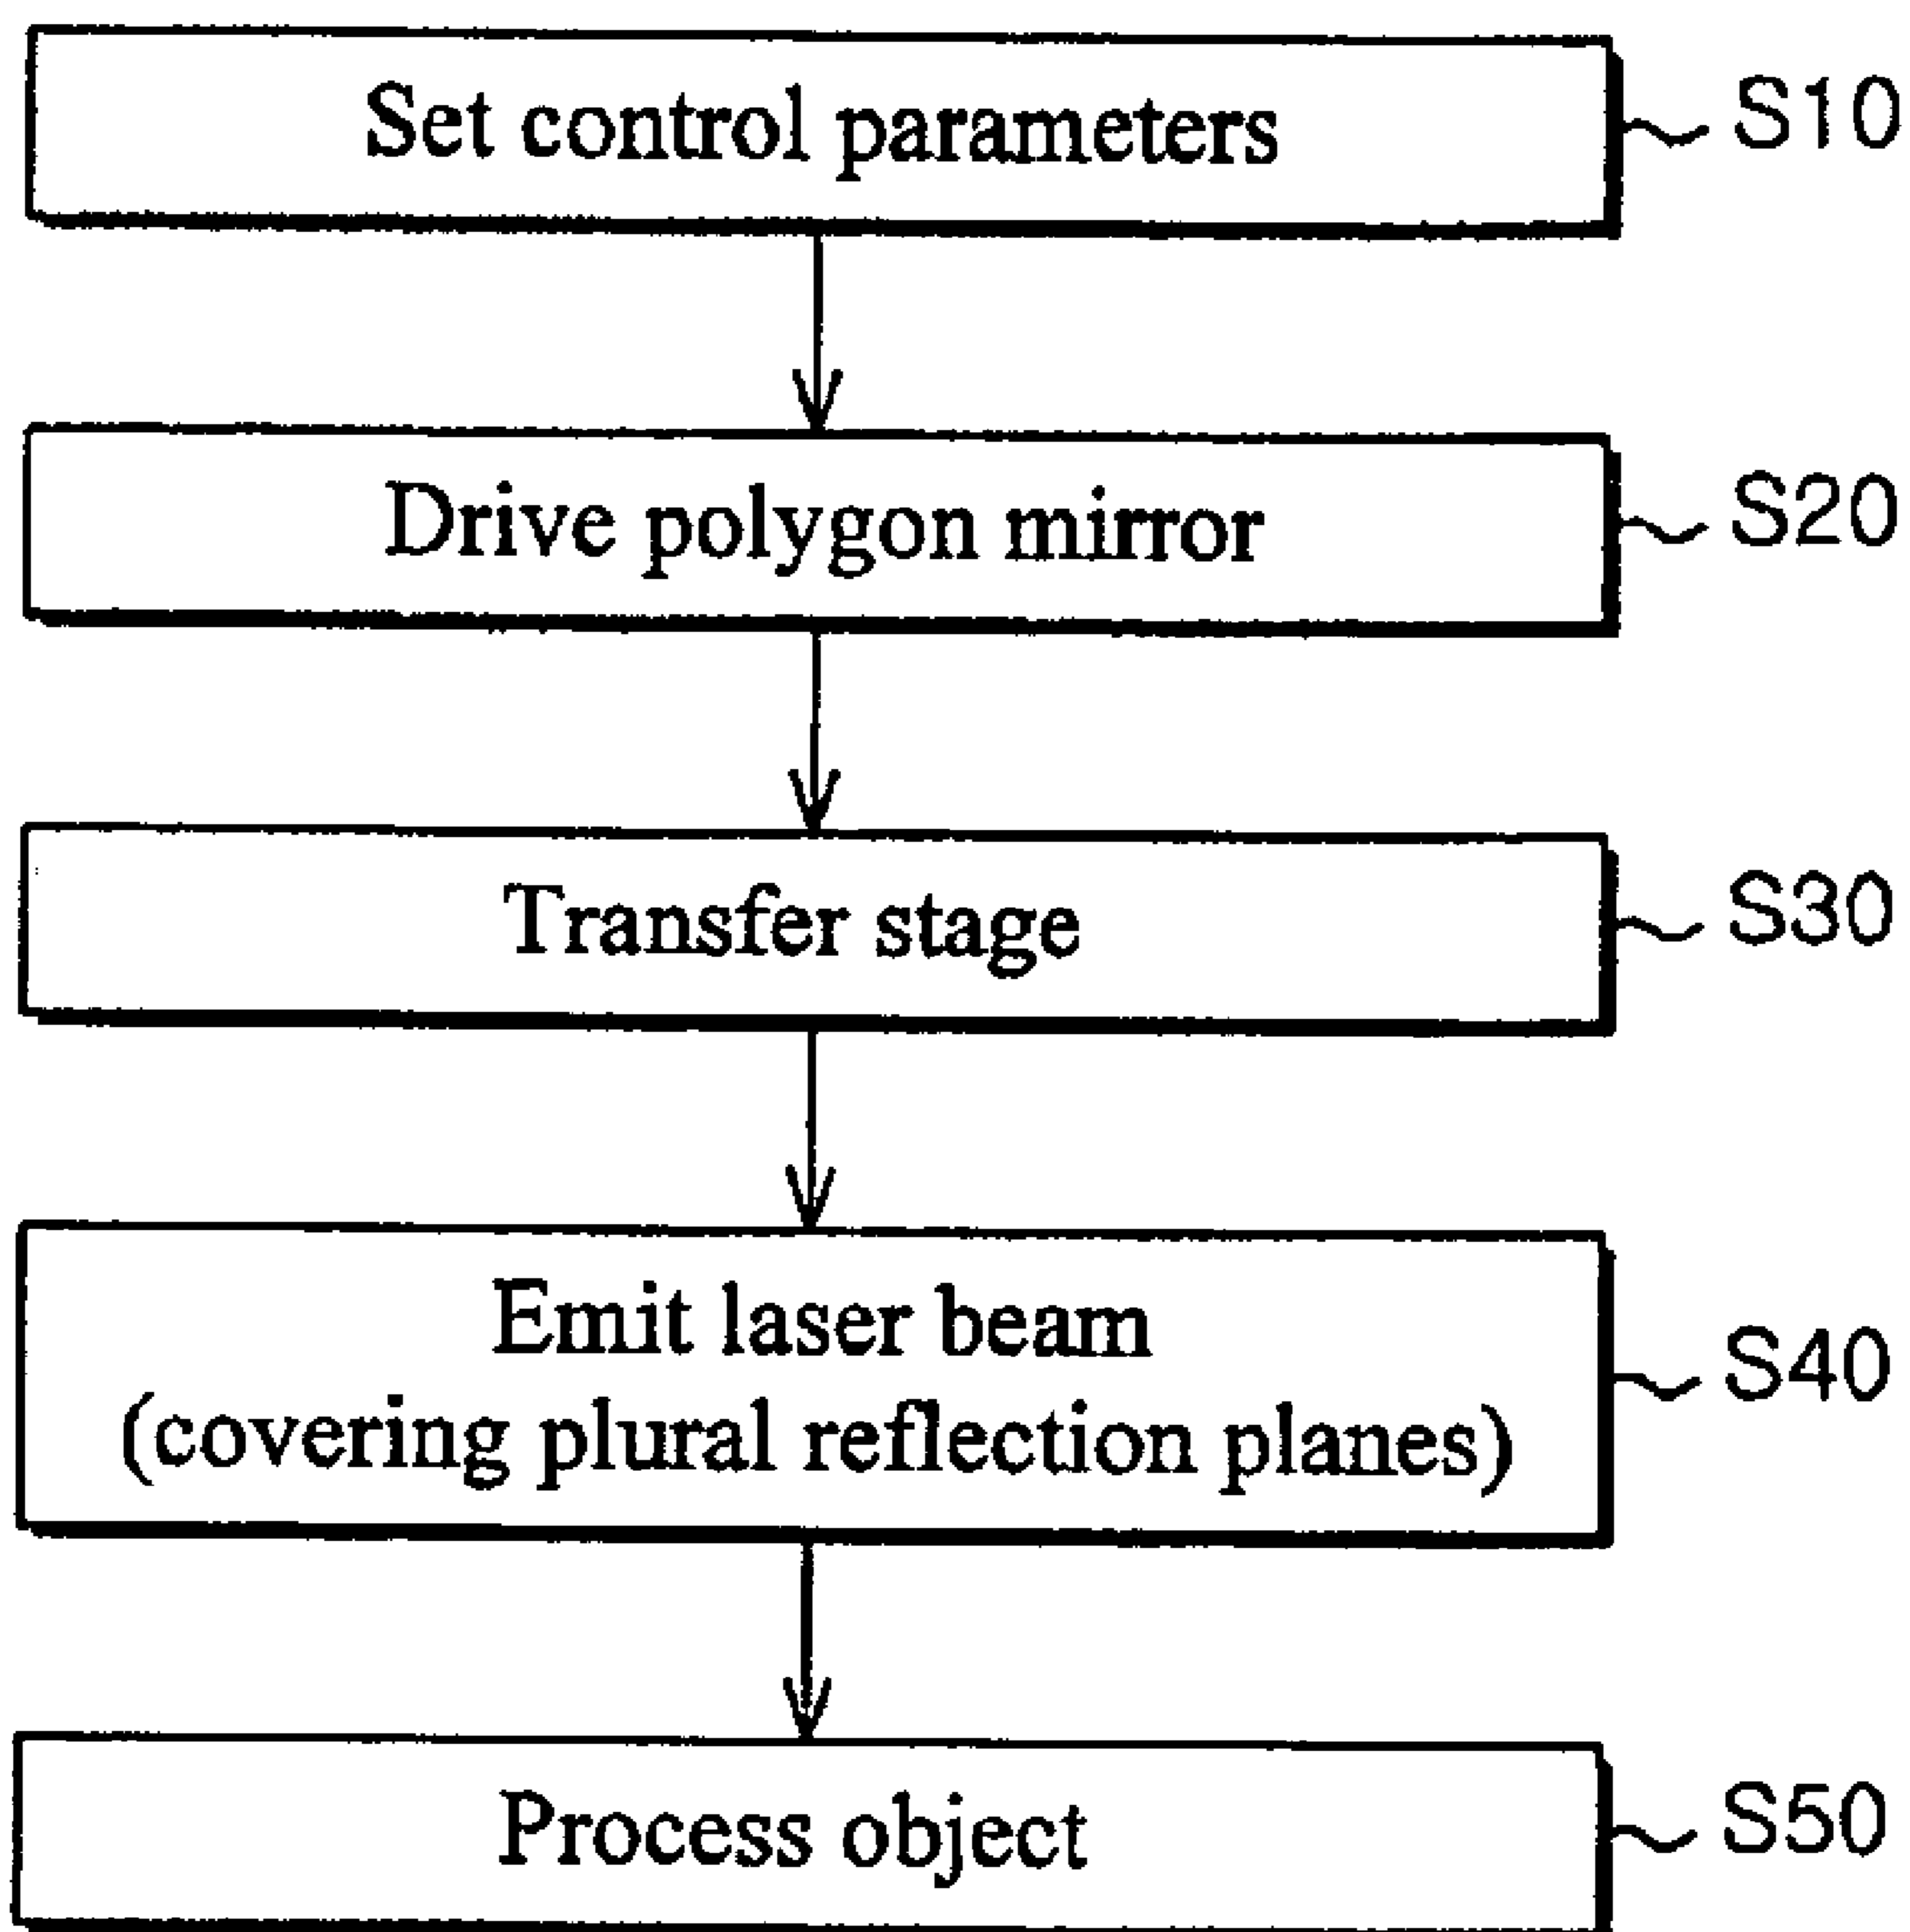 Set control parameters S10
Drive polygon mirror S20
Transfer stage S30
Emit laser beam
(covering plural reflection planes) S40
Process object S50